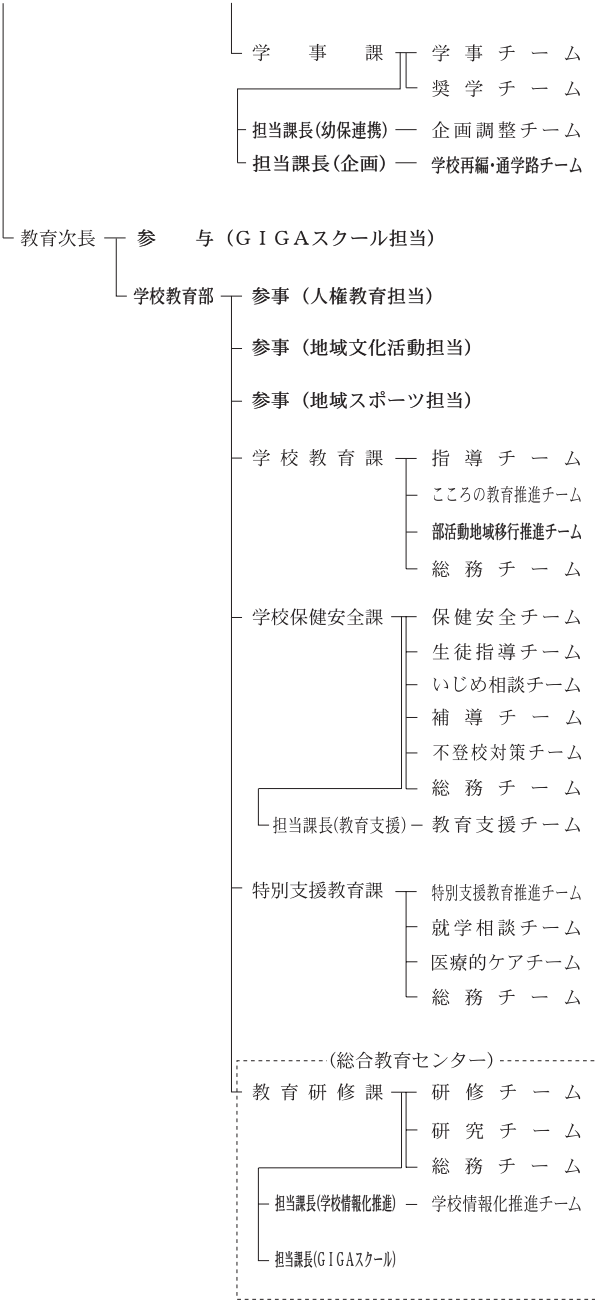 学事課 学事チーム
奨学チーム
担当課長(幼保連携) 企画調整チーム
担当課長(企画) 学校再編・通学路チーム
教育次長 参与(GIGAスクール担当)
学校教育部 参事(人権教育担当)
参事(地域文化活動担当)
参事(地域スポーツ担当)
学校教育課 指導チーム
こころの教育推進チーム
部活動地域移行推進チーム
総務チーム
学校保健安全課 保健安全チーム
生徒指導チーム
いじめ相談チーム
補導チーム
不登校対策チーム
総務チーム
担当課長(教育支援) 教育支援チーム
特別支援教育課 特別支援教育推進チーム
就学相談チーム
医療的ケアチーム
総務チーム
(総合教育センター)
教育研修課 研修チーム
研究チーム
総務チーム
担当課長(学校情報化推進) 学校情報化推進チーム
担当課長(GIGAスクール)